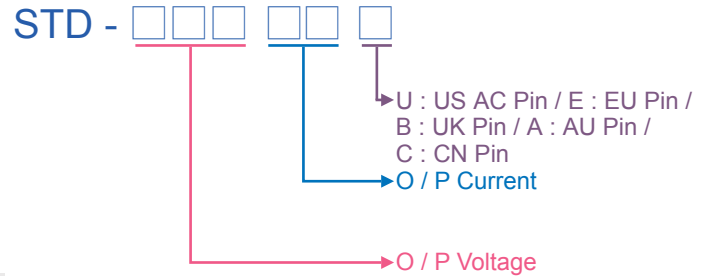 STD - □□□ □□ □
U : US AC Pin / E : EU Pin /
B : UK Pin / A : AU Pin /
C : CN Pin
O / P Current
O / P Voltage